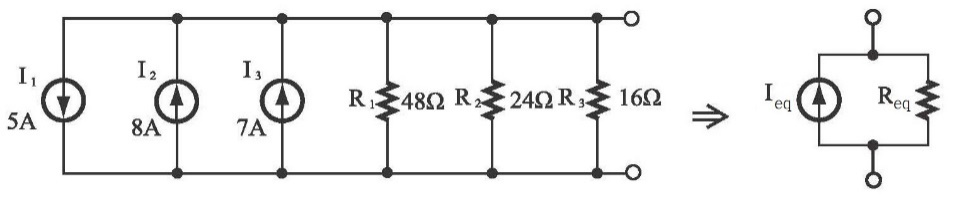 I₁ 5A
I₂ 8A
I₃ 7A
R₁ 48Ω
R₂ 24Ω
R₃ 16Ω
⇒
I_eq
R_eq